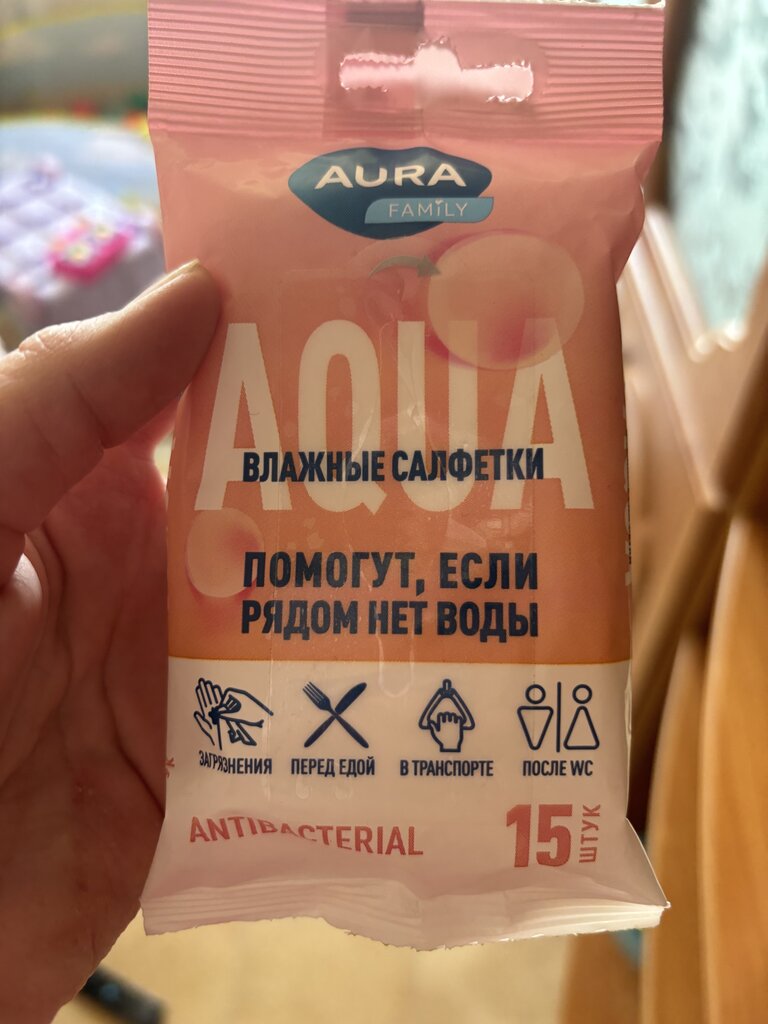 AURA
FAMILY
AQUA
ВЛАЖНЫЕ САЛФЕТКИ
ПОМОГУТ, ЕСЛИ
РЯДОМ НЕТ ВОДЫ
ЗАГРЯЗНЕНИЯ
ПЕРЕД ЕДОЙ
В ТРАНСПОРТЕ
ПОСЛЕ WC
ANTIBACTERIAL
15
ШТУК